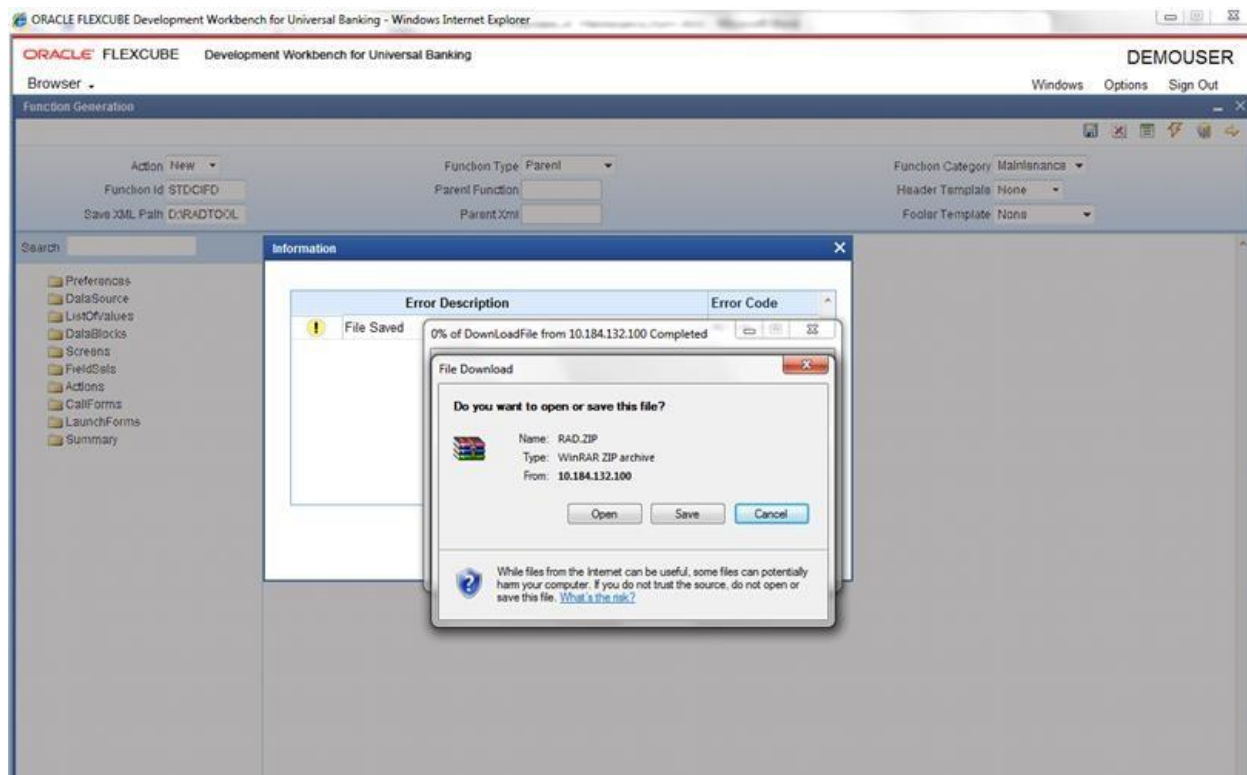 ORACLE FLEXCUBE Development Workbench for Universal Banking - Windows Internet Explorer
ORACLE FLEXCUBE Development Workbench for Universal Banking DEMOUSER
Browser Windows Options Sign Out
Function Generation
Action New Function Type Parent Function Category Maintenance
Function Id STDCIFD Parent Function Header Template None
Save XML Path D:\RADTOOL Parent Xml Footer Template None
Search
Preferences
DataSource
ListOfValues
DataBlocks
Screens
FieldSets
Actions
CallForms
LaunchForms
Summary
Information
Error Description Error Code
File Saved
0% of DownLoadFile from 10.184.132.100 Completed
File Download
Do you want to open or save this file?
Name: RAD.ZIP
Type: WinRAR ZIP archive
From: 10.184.132.100
Open Save Cancel
While files from the Internet can be useful, some files can potentially
harm your computer. If you do not trust the source, do not open or
save this file. What's the risk?